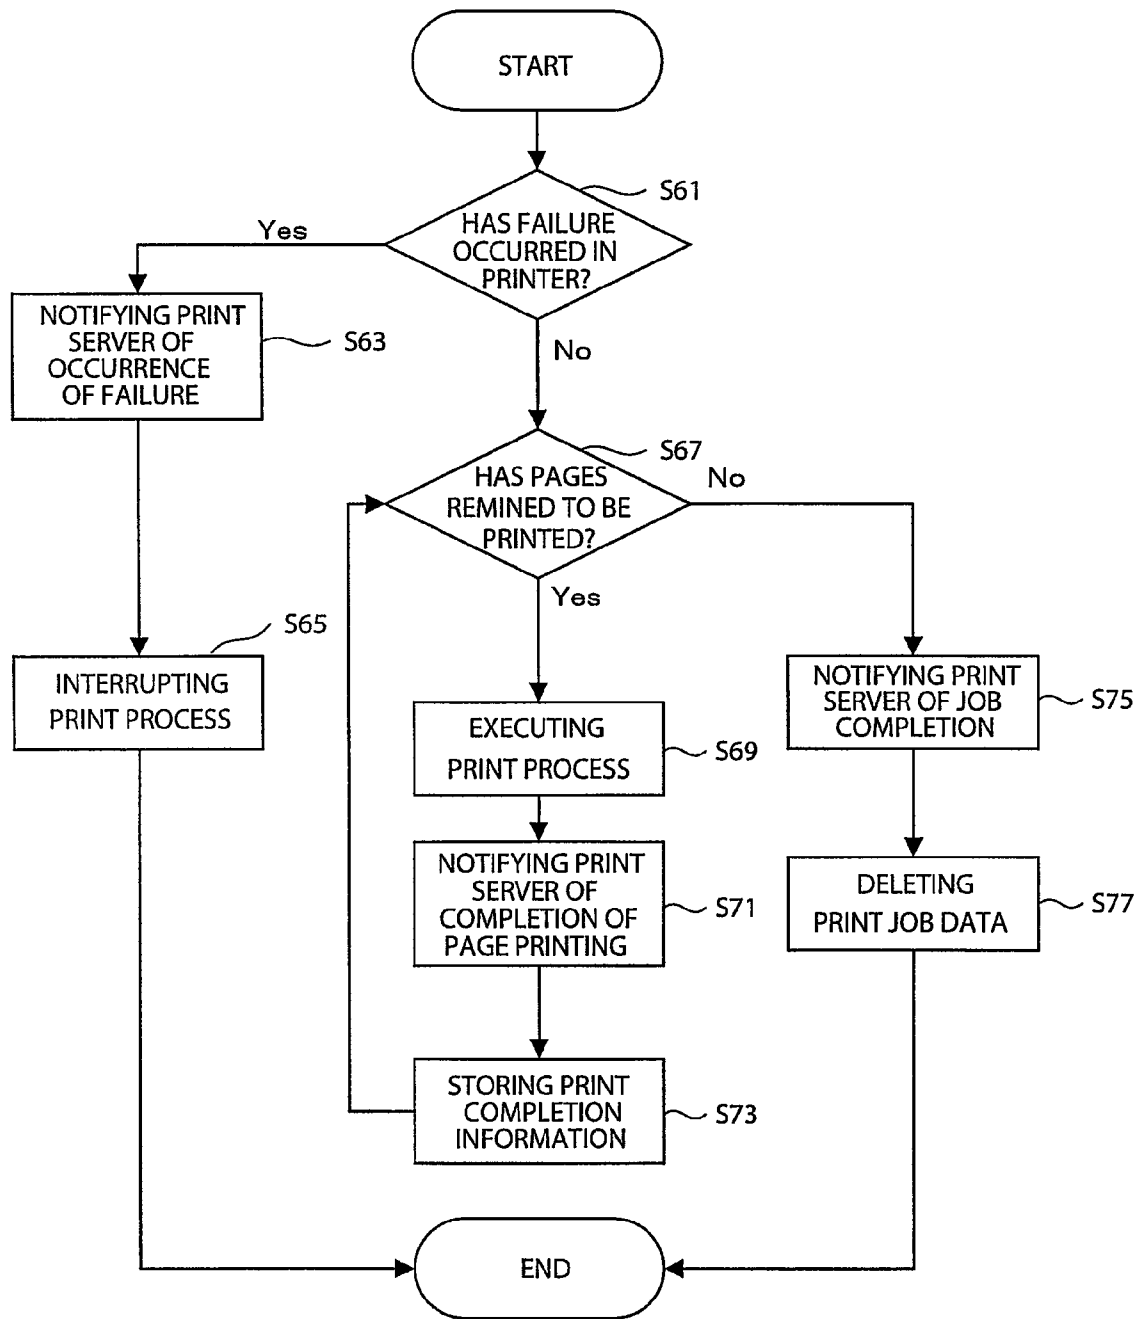 START
S61
HAS FAILURE
OCCURRED IN
PRINTER?
Yes
No
NOTIFYING PRINT
SERVER OF
OCCURRENCE
OF FAILURE
S63
S67
HAS PAGES
REMINED TO BE
PRINTED?
No
Yes
S65
INTERRUPTING
PRINT PROCESS
EXECUTING
PRINT PROCESS
S69
NOTIFYING PRINT
SERVER OF JOB
COMPLETION
S75
NOTIFYING PRINT
SERVER OF
COMPLETION OF
PAGE PRINTING
S71
DELETING
PRINT JOB DATA
S77
STORING PRINT
COMPLETION
INFORMATION
S73
END